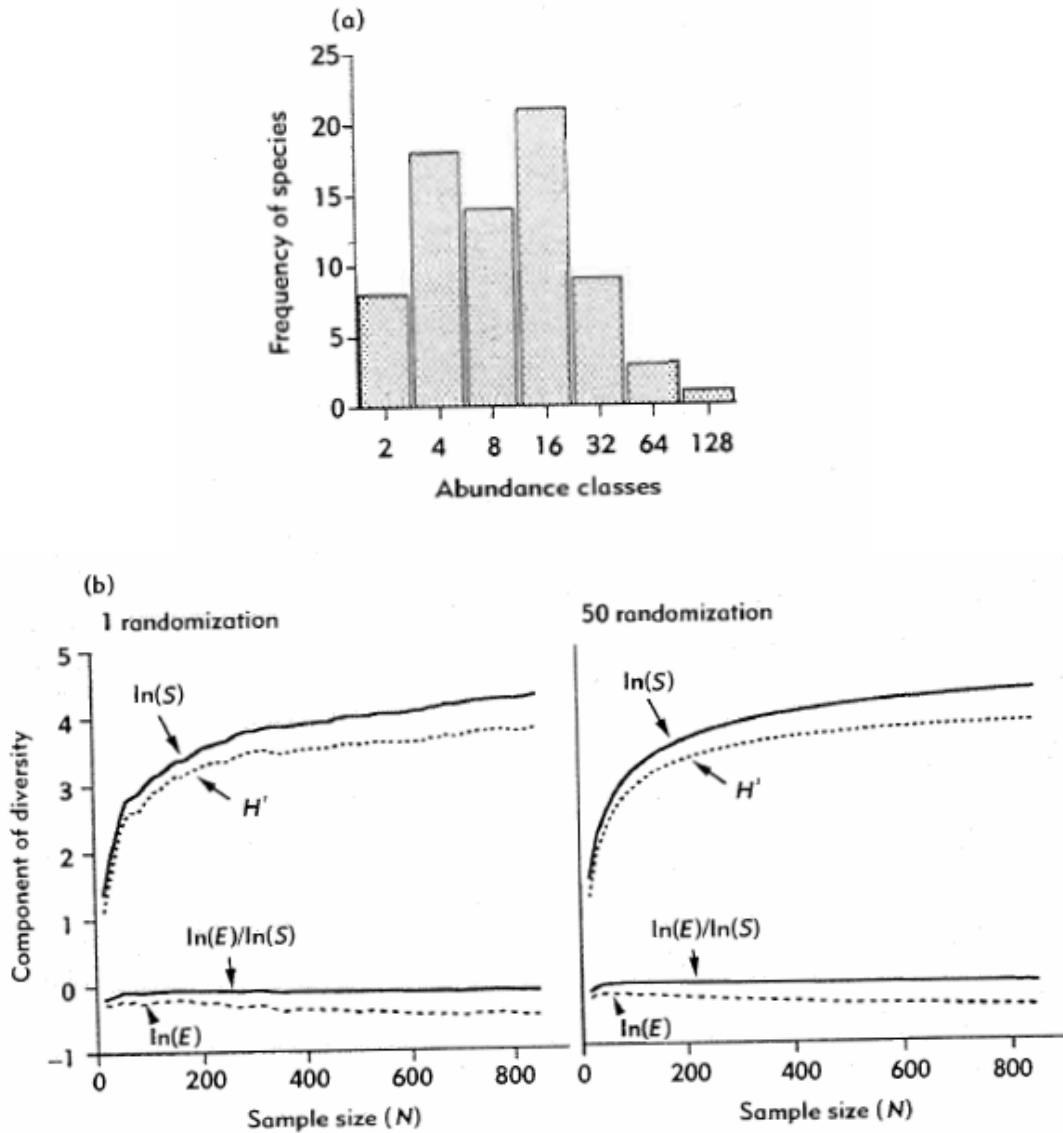 (a)
25
20
15
10
5
0
Frequency of species
2 4 8 16 32 64 128
Abundance classes
(b)
1 randomization
50 randomization
5
4
3
2
1
0
−1
Component of diversity
ln(S)
H'
ln(E)/ln(S)
ln(E)
0 200 400 600 800
Sample size (N)
ln(S)
H'
ln(E)/ln(S)
ln(E)
0 200 400 600 800
Sample size (N)